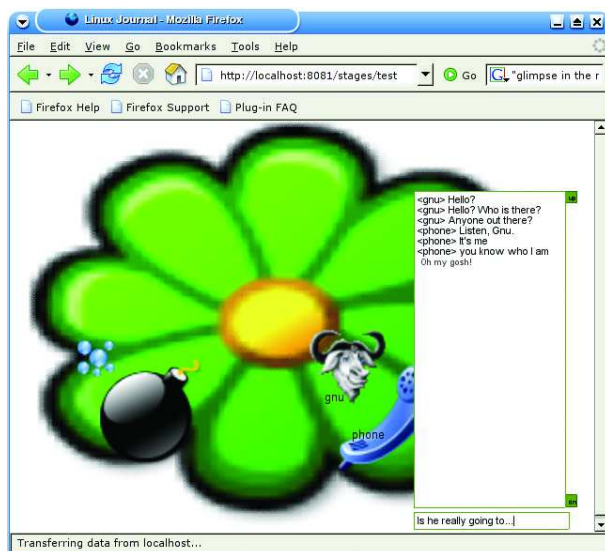 Linux Journal - Mozilla Firefox
File Edit View Go Bookmarks Tools Help
http://localhost:8081/stages/test Go G "glimpse in the r
Firefox Help Firefox Support Plug-in FAQ
<gnu> Hello?
<gnu> Hello? Who is there?
<gnu> Anyone out there?
<phone> Listen, Gnu.
<phone> It's me
<phone> you know who I am
Oh my gosh!
gnu
phone
Is he really going to...
Transferring data from localhost...